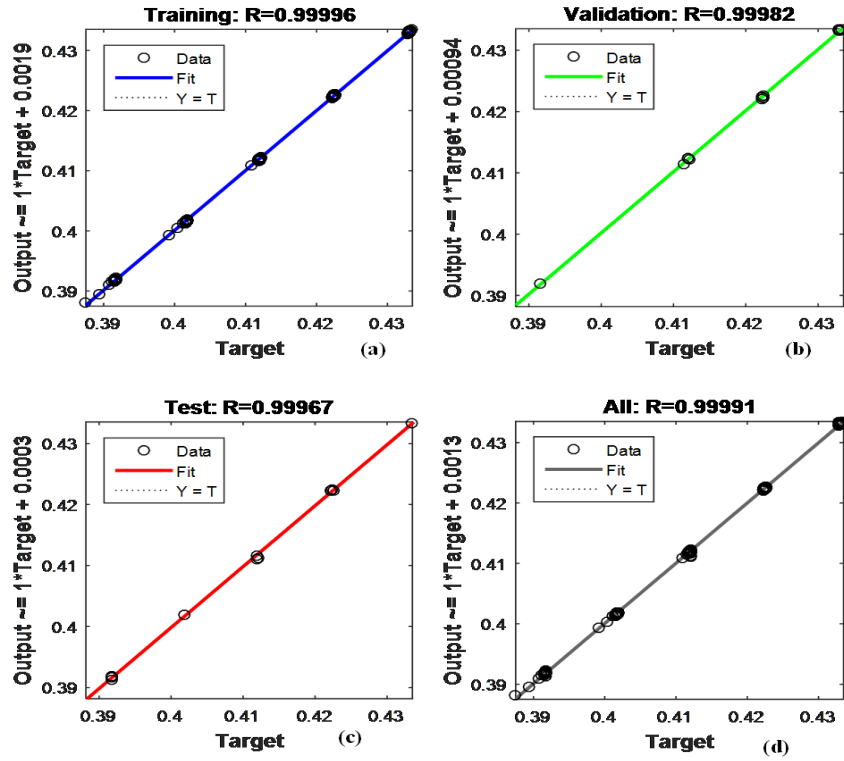 Training: R=0.99996
Output ~= 1*Target + 0.0019
0.43
0.42
0.41
0.4
0.39
Data
Fit
Y = T
0.39 0.4 0.41 0.42 0.43
Target
(a)
Validation: R=0.99982
Output ~= 1*Target + 0.00094
0.43
0.42
0.41
0.4
0.39
Data
Fit
Y = T
0.39 0.4 0.41 0.42 0.43
Target
(b)
Test: R=0.99967
Output ~= 1*Target + 0.0003
0.43
0.42
0.41
0.4
0.39
Data
Fit
Y = T
0.39 0.4 0.41 0.42 0.43
Target
(c)
All: R=0.99991
Output ~= 1*Target + 0.0013
0.43
0.42
0.41
0.4
0.39
Data
Fit
Y = T
0.39 0.4 0.41 0.42 0.43
Target
(d)